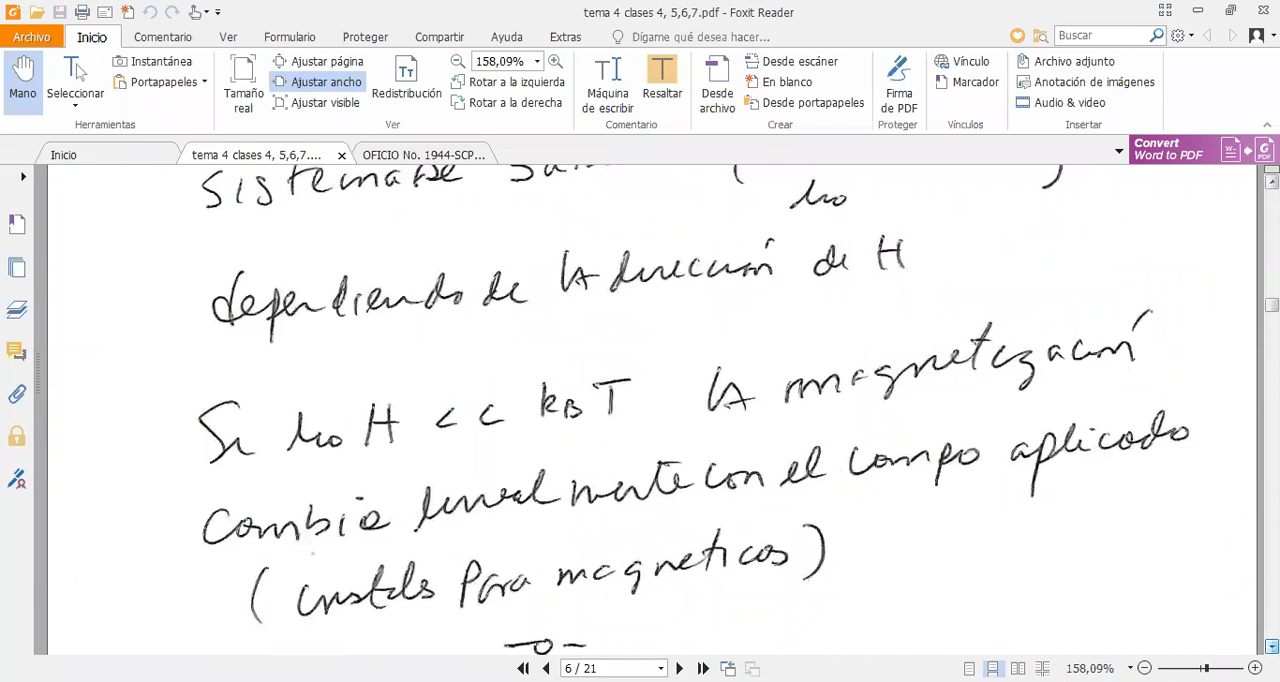 tema 4 clases 4, 5,6,7.pdf - Foxit Reader
Archivo Inicio Comentario Ver Formulario Proteger Compartir Ayuda Extras Dígame qué desea hacer... Buscar
Mano
Seleccionar
Instantánea
Portapapeles
Herramientas
Tamaño real
Ajustar página
Ajustar ancho
Ajustar visible
Redistribución
158,09%
Rotar a la izquierda
Rotar a la derecha
Ver
Máquina de escribir
Resaltar
Comentario
Desde archivo
Desde escáner
En blanco
Desde portapapeles
Crear
Firma de PDF
Proteger
Vínculo
Marcador
Vínculos
Archivo adjunto
Anotación de imágenes
Audio & video
Insertar
Inicio tema 4 clases 4, 5,6,7.... OFICIO No. 1944-SCP...
Convert
Word to PDF
dependiendo de la dirección de H
Si μo H << kB T la magnetización
cambia linealmente con el campo aplicado
(cristales paramagneticos)
6 / 21 158,09%